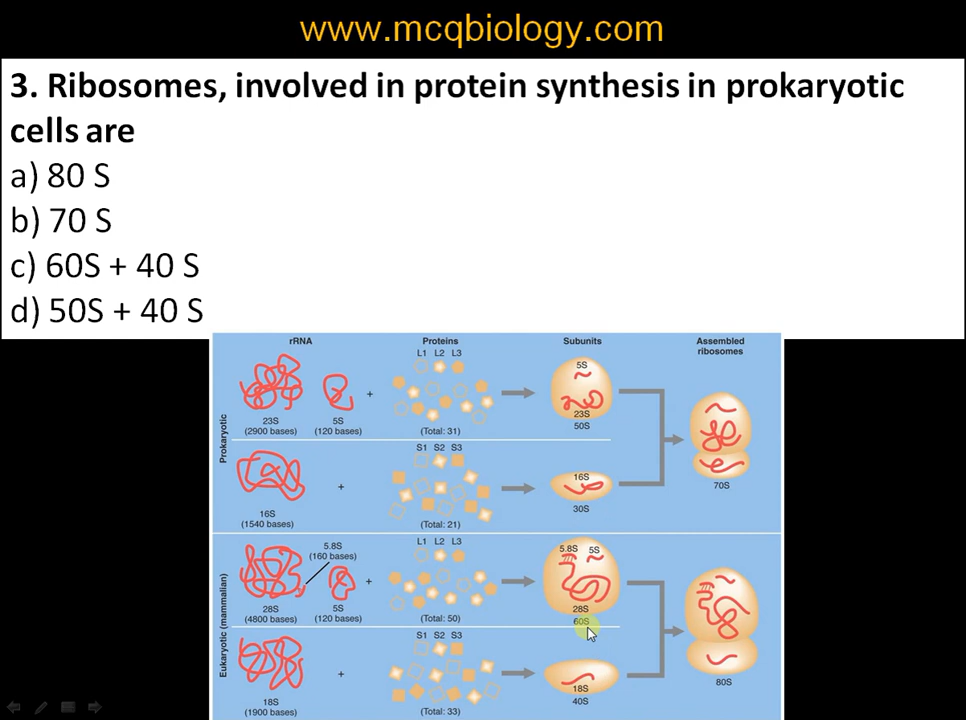 www.mcqbiology.com
3. Ribosomes, involved in protein synthesis in prokaryotic
cells are
a) 80 S
b) 70 S
c) 60S + 40 S
d) 50S + 40 S
rRNA
Proteins
Subunits
Assembled
ribosomes
Prokaryotic
L1 L2 L3
23S
(2900 bases)
5S
(120 bases)
+
(Total: 31)
5S
23S
50S
S1 S2 S3
16S
(1540 bases)
+
(Total: 21)
16S
30S
70S
Eukaryotic (mammalian)
5.8S
(160 bases)
L1 L2 L3
28S
(4800 bases)
5S
(120 bases)
+
(Total: 50)
5.8S 5S
28S
60S
S1 S2 S3
18S
(1900 bases)
+
(Total: 33)
18S
40S
80S